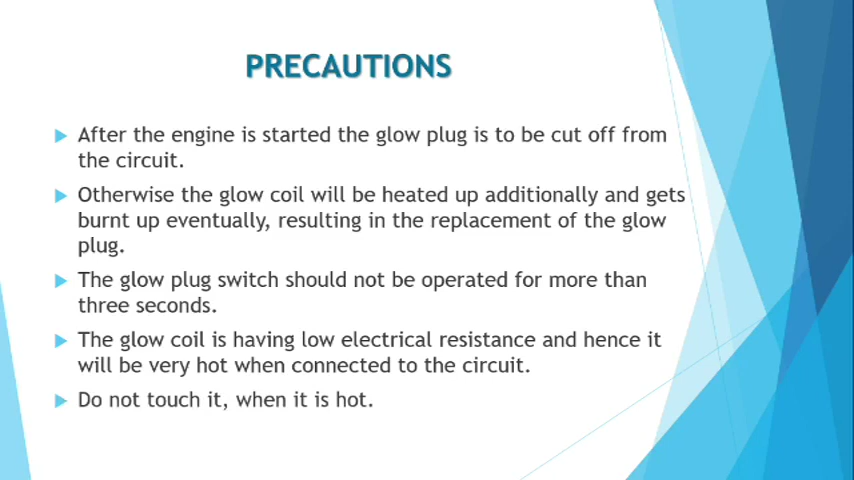 PRECAUTIONS
After the engine is started the glow plug is to be cut off from
the circuit.
Otherwise the glow coil will be heated up additionally and gets
burnt up eventually, resulting in the replacement of the glow
plug.
The glow plug switch should not be operated for more than
three seconds.
The glow coil is having low electrical resistance and hence it
will be very hot when connected to the circuit.
Do not touch it, when it is hot.